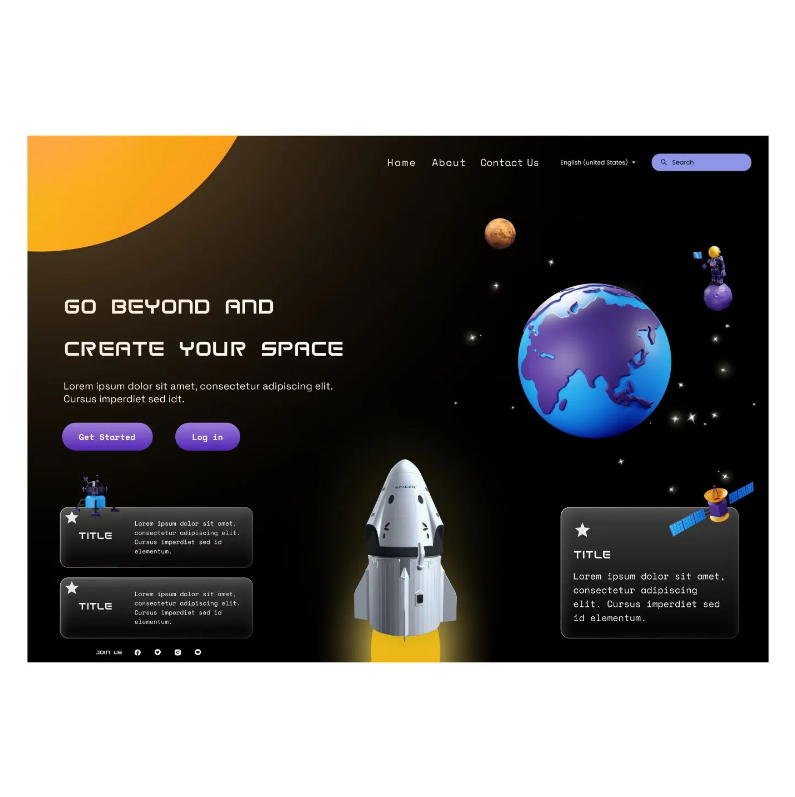 Home About Contact Us English (united States) Search
GO BEYOND AND
CREATE YOUR SPACE
Lorem ipsum dolor sit amet, consectetur adipiscing elit.
Cursus imperdiet sed idt.
Get Started Log in
SPACEX
TITLE
Lorem ipsum dolor sit amet,
consectetur adipiscing elit.
Cursus imperdiet sed id
elementum.
TITLE
Lorem ipsum dolor sit amet,
consectetur adipiscing elit.
Cursus imperdiet sed id
elementum.
TITLE
Lorem ipsum dolor sit amet,
consectetur adipiscing
elit. Cursus imperdiet sed
id elementum.
JOIN US